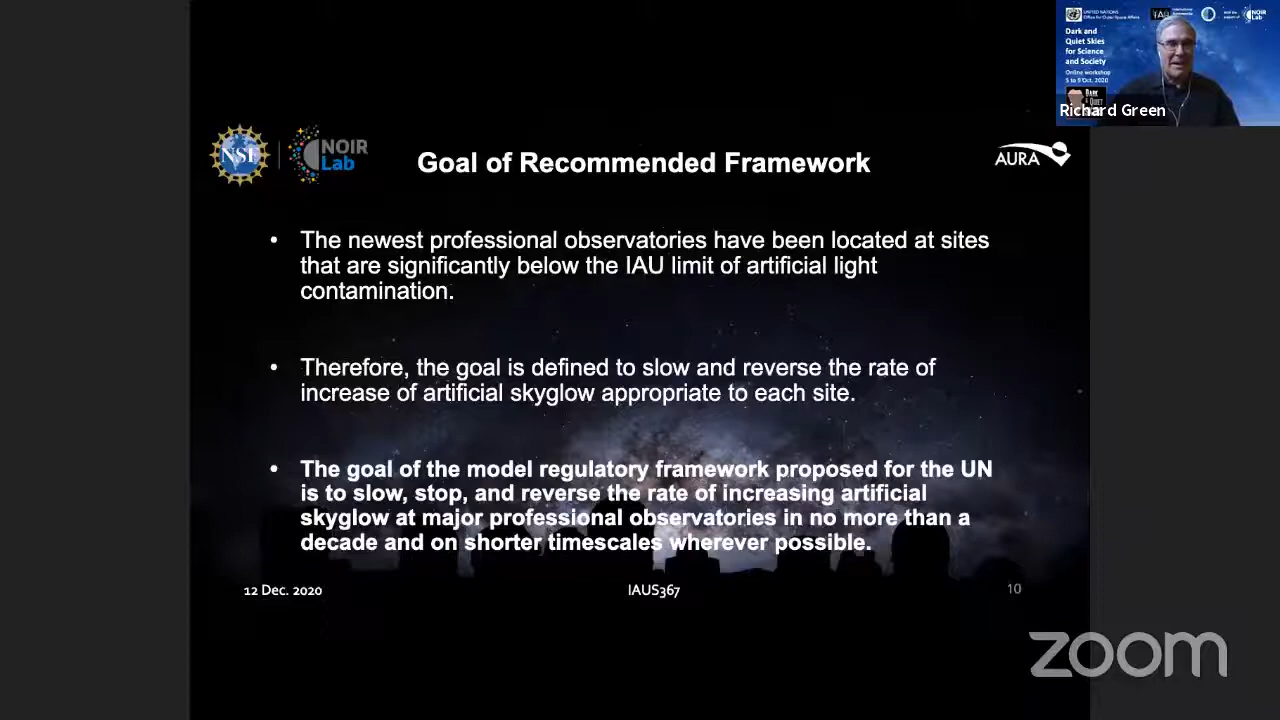 UNITED NATIONS
Office for Outer Space Affairs
Dark and
Quiet Skies
for Science
and Society
Online workshop
5 to 9 Oct. 2020
DARK
QUIET
Richard Green
NSF
NOIR
Lab
Goal of Recommended Framework
AURA
• The newest professional observatories have been located at sites
that are significantly below the IAU limit of artificial light
contamination.
• Therefore, the goal is defined to slow and reverse the rate of
increase of artificial skyglow appropriate to each site.
• The goal of the model regulatory framework proposed for the UN
is to slow, stop, and reverse the rate of increasing artificial
skyglow at major professional observatories in no more than a
decade and on shorter timescales wherever possible.
12 Dec. 2020
IAUS367
10
zoom